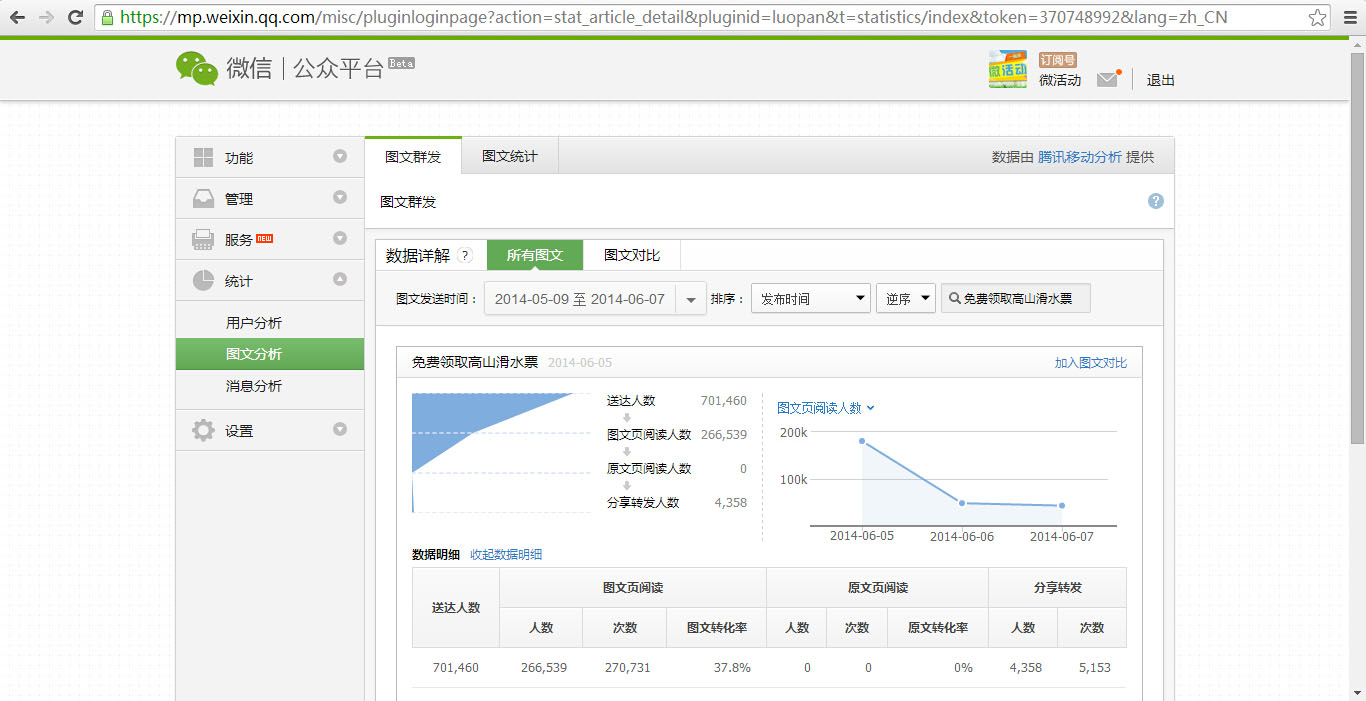 https://mp.weixin.qq.com/misc/pluginloginpage?action=stat_article_detail&pluginid=luopan&t=statistics/index&token=370748992&lang=zh_CN
微信 | 公众平台 Beta
微活动
订阅号
微活动
退出
功能
管理
服务 NEW
统计
用户分析
图文分析
消息分析
设置
图文群发 图文统计 数据由 腾讯移动分析 提供
图文群发 ?
数据详解 ? 所有图文 图文对比
图文发送时间: 2014-05-09 至 2014-06-07 排序: 发布时间 逆序 免费领取高山滑水票
免费领取高山滑水票 2014-06-05 加入图文对比
送达人数 701,460
图文页阅读人数 266,539
原文页阅读人数 0
分享转发人数 4,358
图文页阅读人数
200k
100k
2014-06-05 2014-06-06 2014-06-07
数据明细 收起数据明细
送达人数 图文页阅读 原文页阅读 分享转发
人数 次数 图文转化率 人数 次数 原文转化率 人数 次数
701,460 266,539 270,731 37.8% 0 0 0% 4,358 5,153